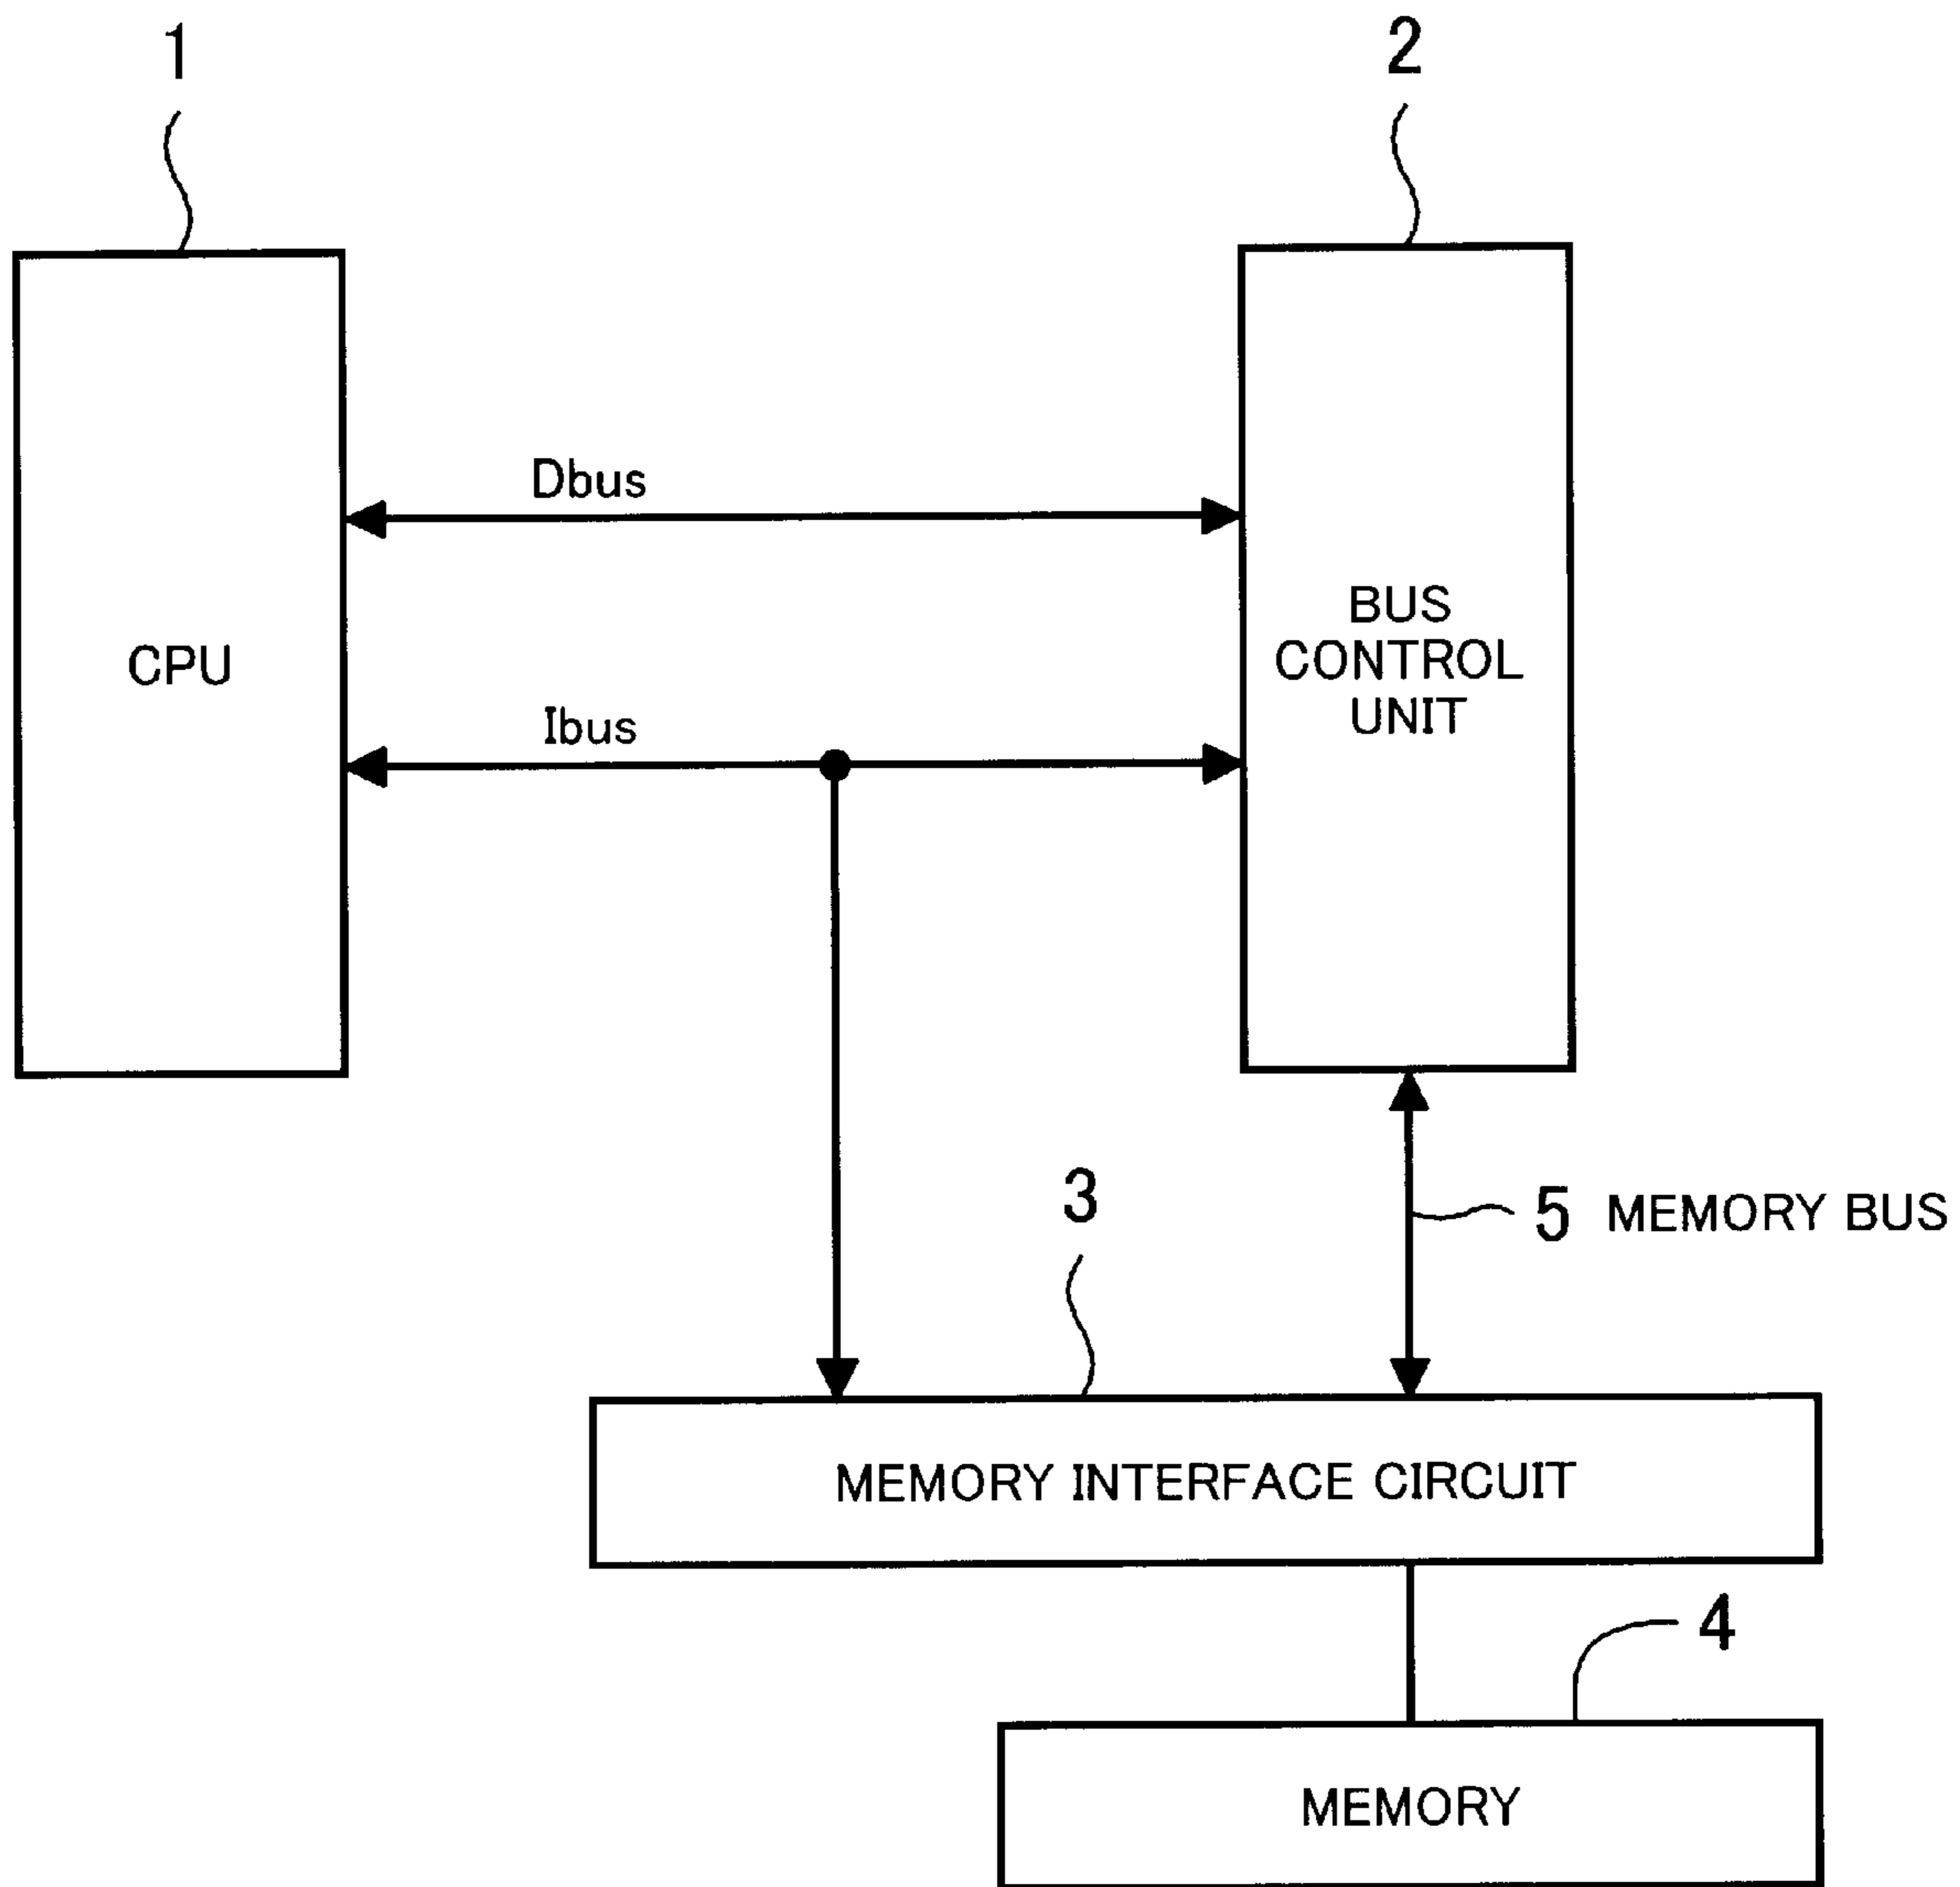 1
2
Dbus
CPU
BUS
CONTROL
UNIT
Ibus
3
5 MEMORY BUS
MEMORY INTERFACE CIRCUIT
4
MEMORY